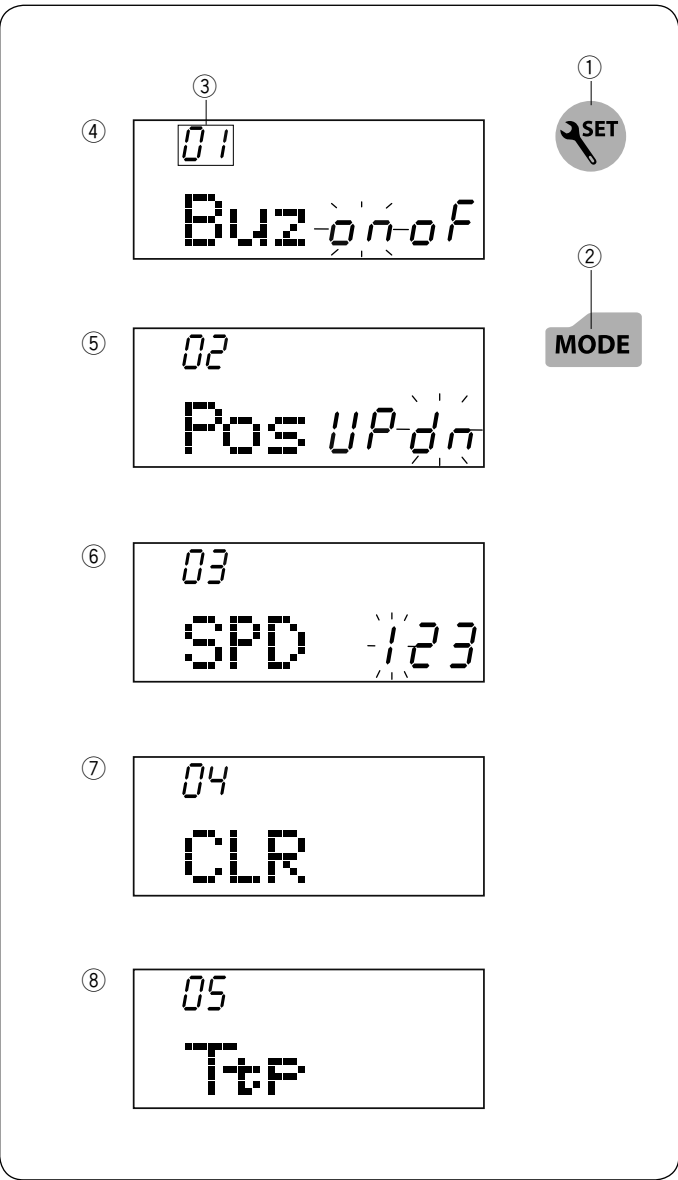 ③
①
④
01
SET
Buz on oF
②
MODE
⑤
02
Pos UP dn
⑥
03
SPD 123
⑦
04
CLR
⑧
05
Ttp